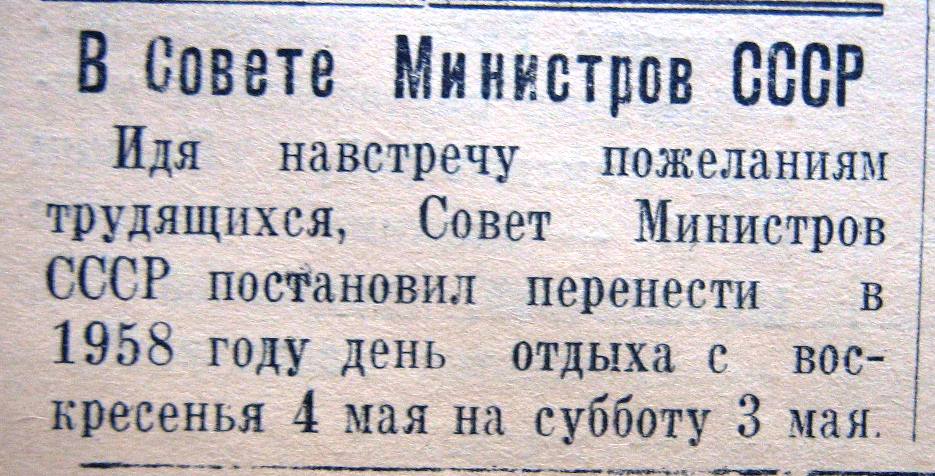 В Совете Министров СССР
Идя навстречу пожеланиям
трудящихся, Совет Министров
СССР постановил перенести в
1958 году день отдыха с вос-
кресенья 4 мая на субботу 3 мая.